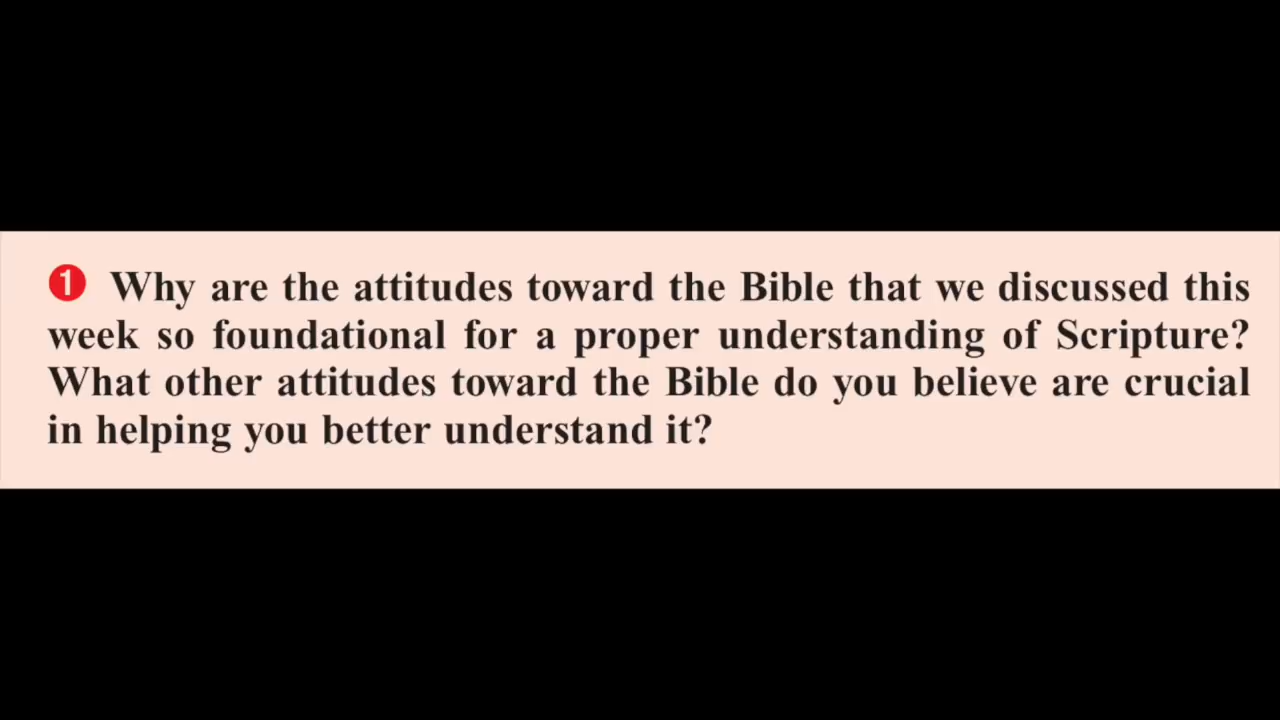 1 Why are the attitudes toward the Bible that we discussed this
week so foundational for a proper understanding of Scripture?
What other attitudes toward the Bible do you believe are crucial
in helping you better understand it?